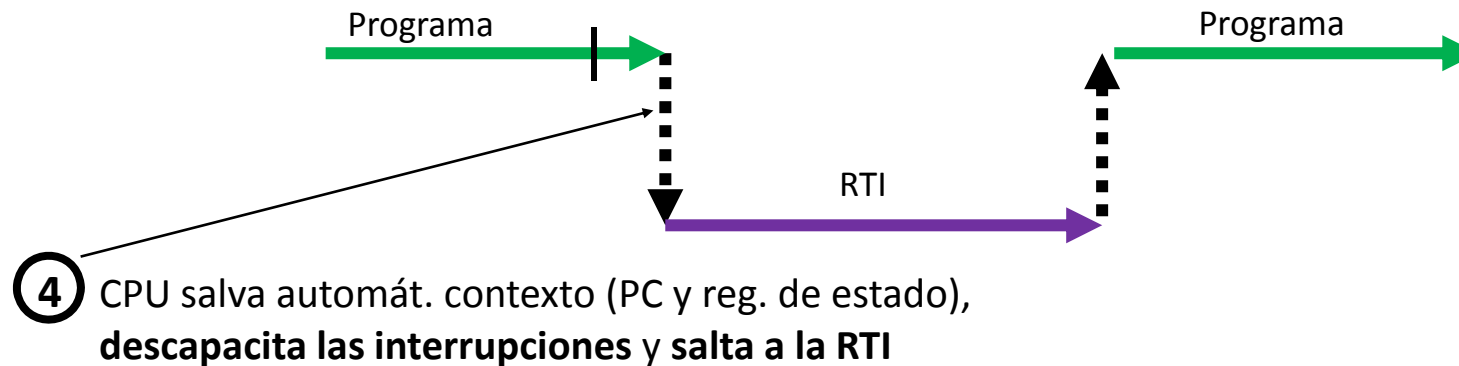 Programa
Programa
RTI
4 CPU salva automát. contexto (PC y reg. de estado),
descapacita las interrupciones y salta a la RTI